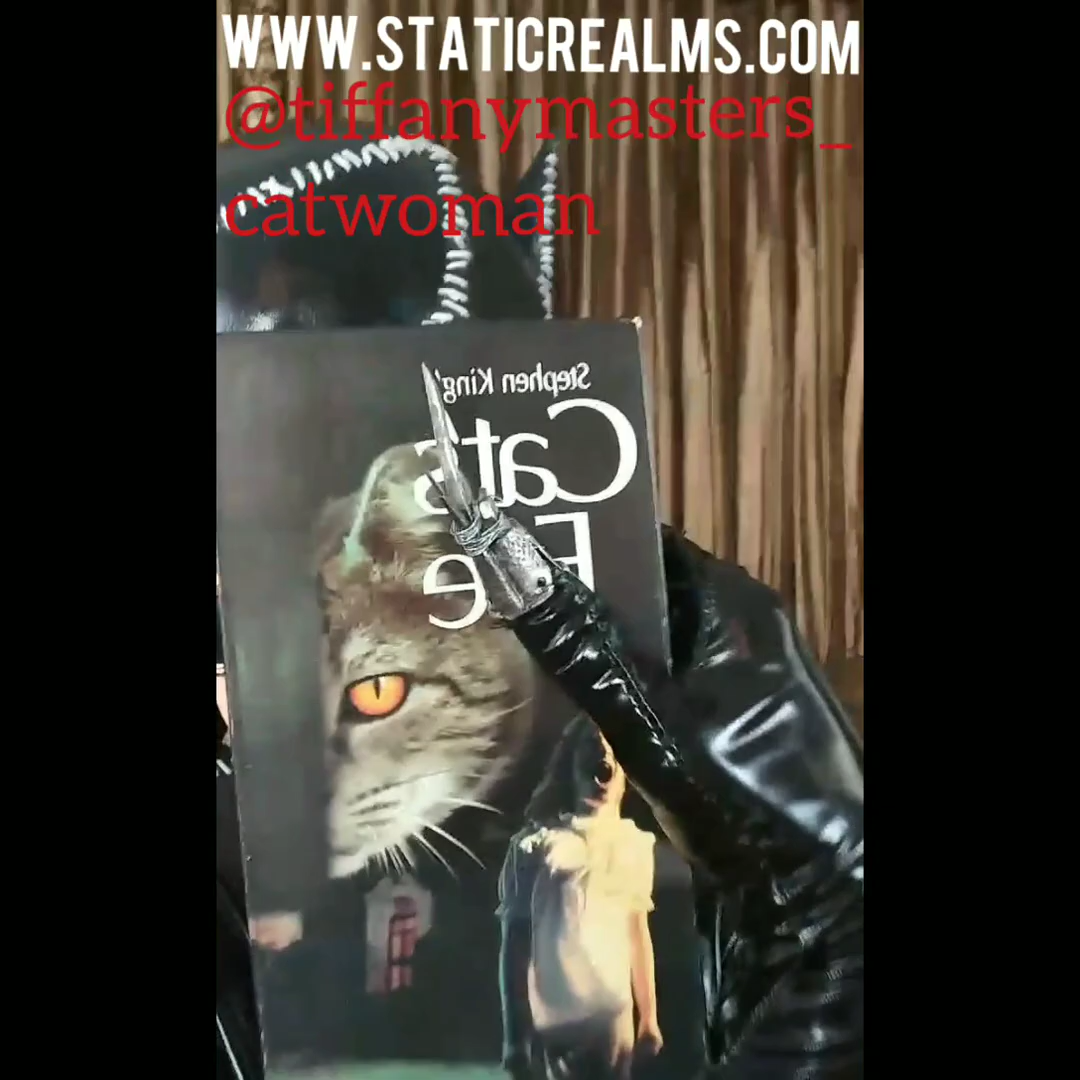 WWW.STATICREALMS.COM
@tiffanymasters_
catwoman
Stephen King's
Cat's
Eye